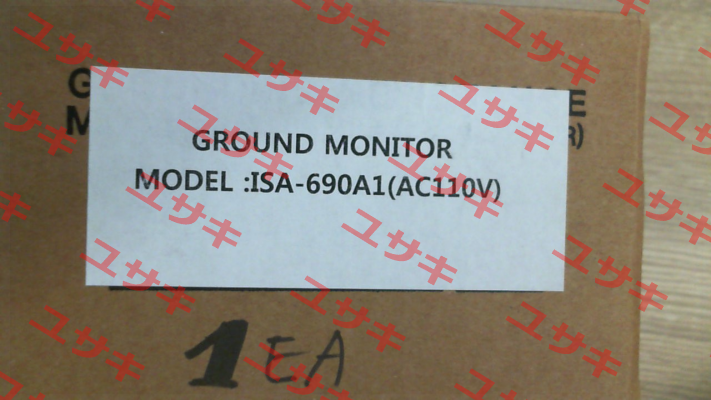 GROUND MONITOR
MODEL :ISA-690A1(AC110V)
1EA
ユサキ